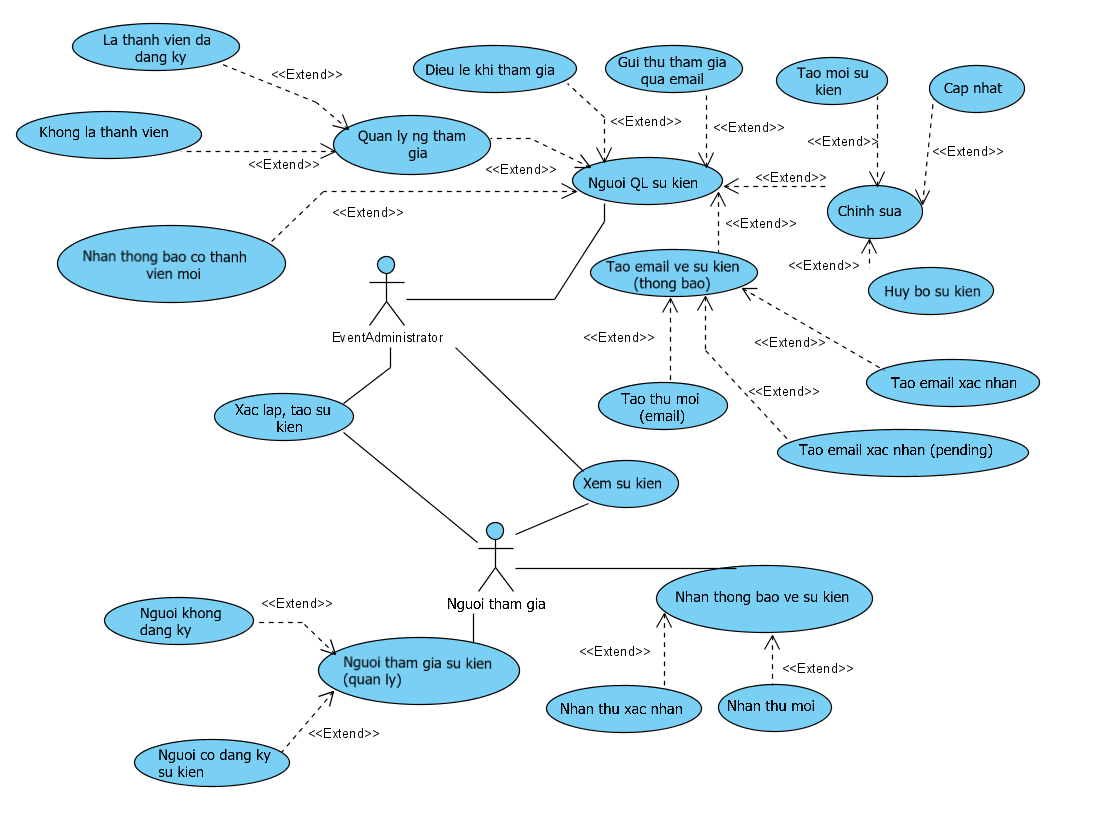 La thanh vien da
dang ky
<<Extend>>
Dieu le khi tham gia
Gui thu tham gia
qua email
Tao moi su
kien
Cap nhat
Khong la thanh vien
<<Extend>>
Quan ly ng tham
gia
<<Extend>>
<<Extend>>
<<Extend>>
<<Extend>>
<<Extend>>
Nguoi QL su kien
<<Extend>>
Chinh sua
<<Extend>>
<<Extend>>
Nhan thong bao co thanh
vien moi
Tao email ve su kien
(thong bao)
<<Extend>>
Huy bo su kien
EventAdministrator
<<Extend>>
<<Extend>>
Tao email xac nhan
<<Extend>>
Xac lap, tao su
kien
Tao thu moi
(email)
Tao email xac nhan (pending)
Xem su kien
Nguoi tham gia
Nhan thong bao ve su kien
Nguoi khong
dang ky
<<Extend>>
<<Extend>>
<<Extend>>
Nguoi tham gia su kien
(quan ly)
Nhan thu xac nhan
Nhan thu moi
<<Extend>>
Nguoi co dang ky
su kien